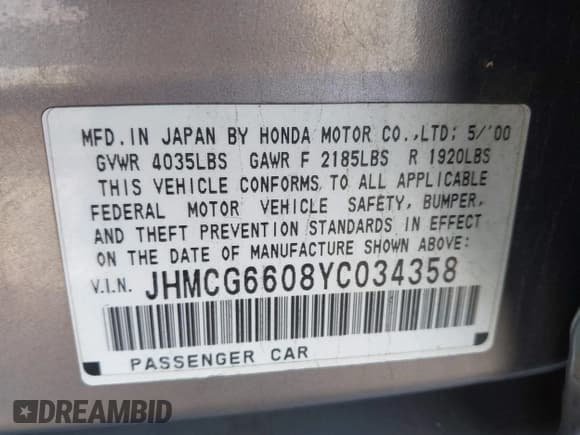 MFD.IN JAPAN BY HONDA MOTOR CO.,LTD: 5/'00
GVWR 4035LBS GAWR F 2185LBS R 1920LBS
THIS VEHICLE CONFORMS TO ALL APPLICABLE
FEDERAL MOTOR VEHICLE SAFETY, BUMPER,
AND THEFT PREVENTION STANDARDS IN EFFECT
ON THE DATE OF MANUFACTURE SHOWN ABOVE:
V.I.N. JHMCG6608YC034358
PASSENGER CAR
DREAMBID